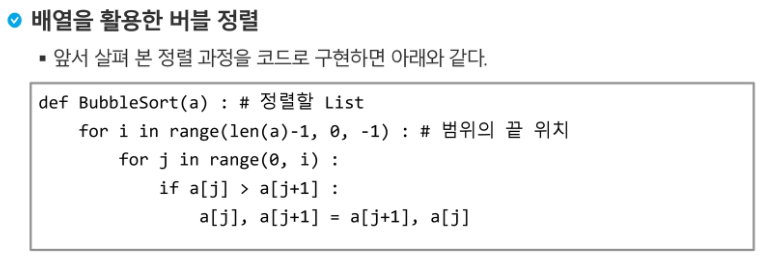 배열을 활용한 버블 정렬
▪ 앞서 살펴 본 정렬 과정을 코드로 구현하면 아래와 같다.
def BubbleSort(a) : # 정렬할 List
    for i in range(len(a)-1, 0, -1) : # 범위의 끝 위치
        for j in range(0, i) :
            if a[j] > a[j+1] :
                a[j], a[j+1] = a[j+1], a[j]